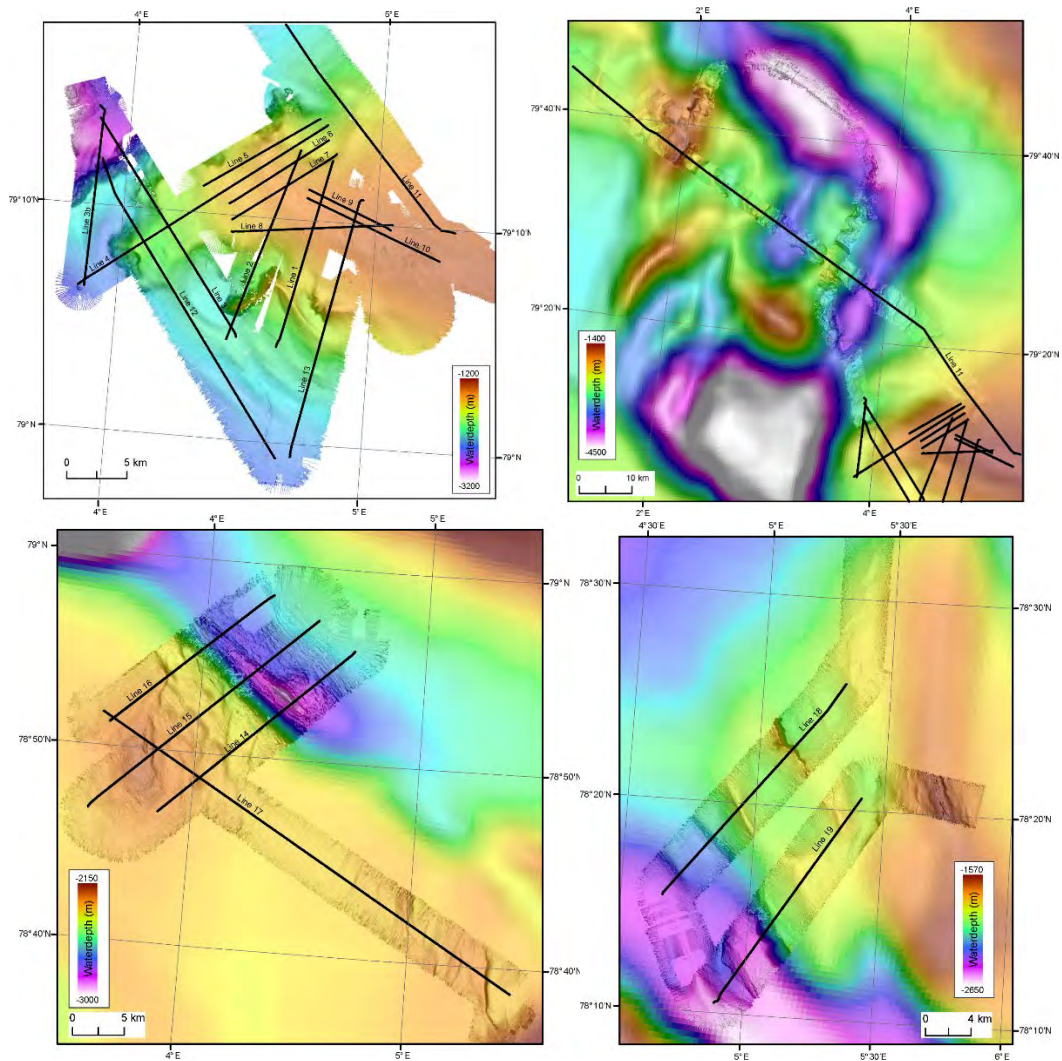 4° E
5°E
79°10'N
79°10'N
79°N
79°N
Line 11
Line 5
Line 6
Line 7
Line 9
Line 10
Line 8
Line 3b
Line 4
Line 2
Line 1
Line 12
Line 13
0 5 km
-1200
Waterdepth (m)
-3200
4°E
5°E
2°E
4°E
79°40'N
79°40'N
79°20'N
79°20'N
Line 11
-1400
Waterdepth (m)
-4500
0 10 km
2°E
4°E
4°E
5°E
79°N
79°N
78°50'N
78°50'N
78°40'N
78°40'N
Line 16
Line 15
Line 14
Line 17
-2150
Waterdepth (m)
-3000
0 5 km
4°E
5°E
4°30'E
5°E
5°30'E
78°30'N
78°30'N
78°20'N
78°20'N
78°10'N
78°10'N
Line 18
Line 19
-1570
Waterdepth (m)
-2650
0 4 km
5°E
5°30'E
6°E